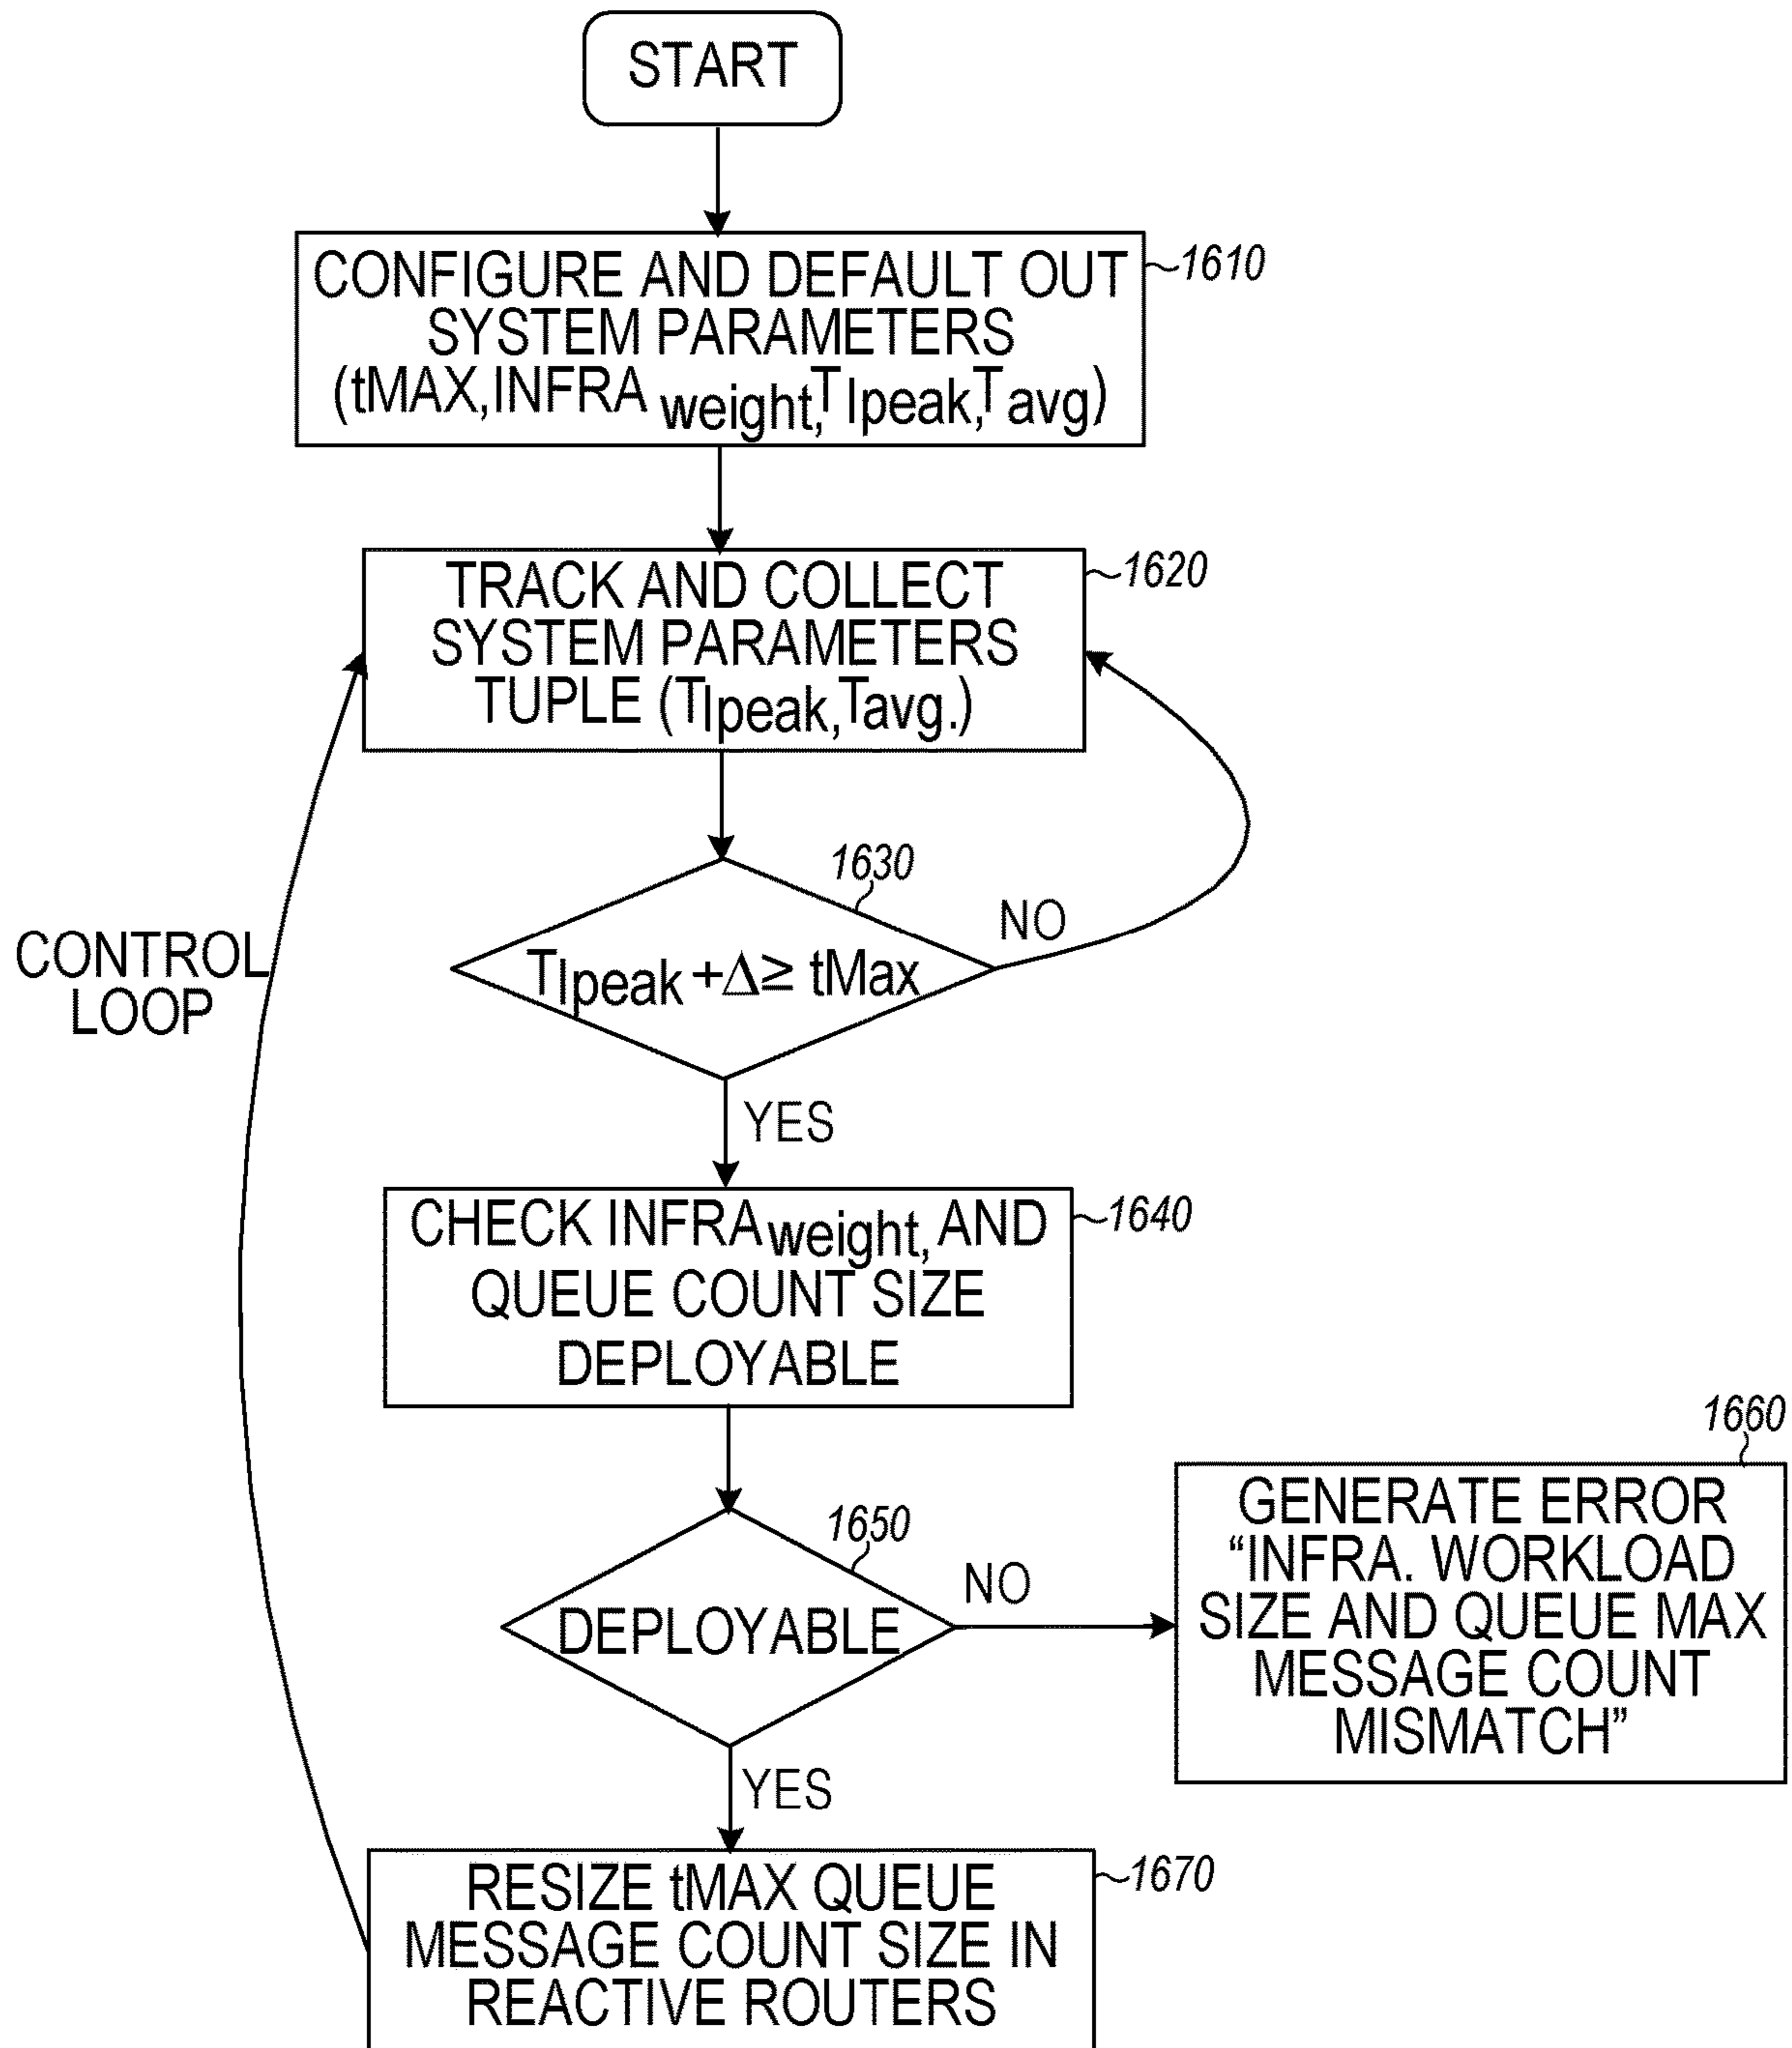 START
CONFIGURE AND DEFAULT OUT
SYSTEM PARAMETERS
(tMAX,INFRA weight,TIpeak,Tavg)
1610
TRACK AND COLLECT
SYSTEM PARAMETERS
TUPLE (TIpeak,Tavg.)
1620
1630
TIpeak +Δ≥ tMax
NO
CONTROL
LOOP
YES
CHECK INFRAweight, AND
QUEUE COUNT SIZE
DEPLOYABLE
1640
1650
DEPLOYABLE
NO
1660
GENERATE ERROR
“INFRA. WORKLOAD
SIZE AND QUEUE MAX
MESSAGE COUNT
MISMATCH”
YES
RESIZE tMAX QUEUE
MESSAGE COUNT SIZE IN
REACTIVE ROUTERS
1670